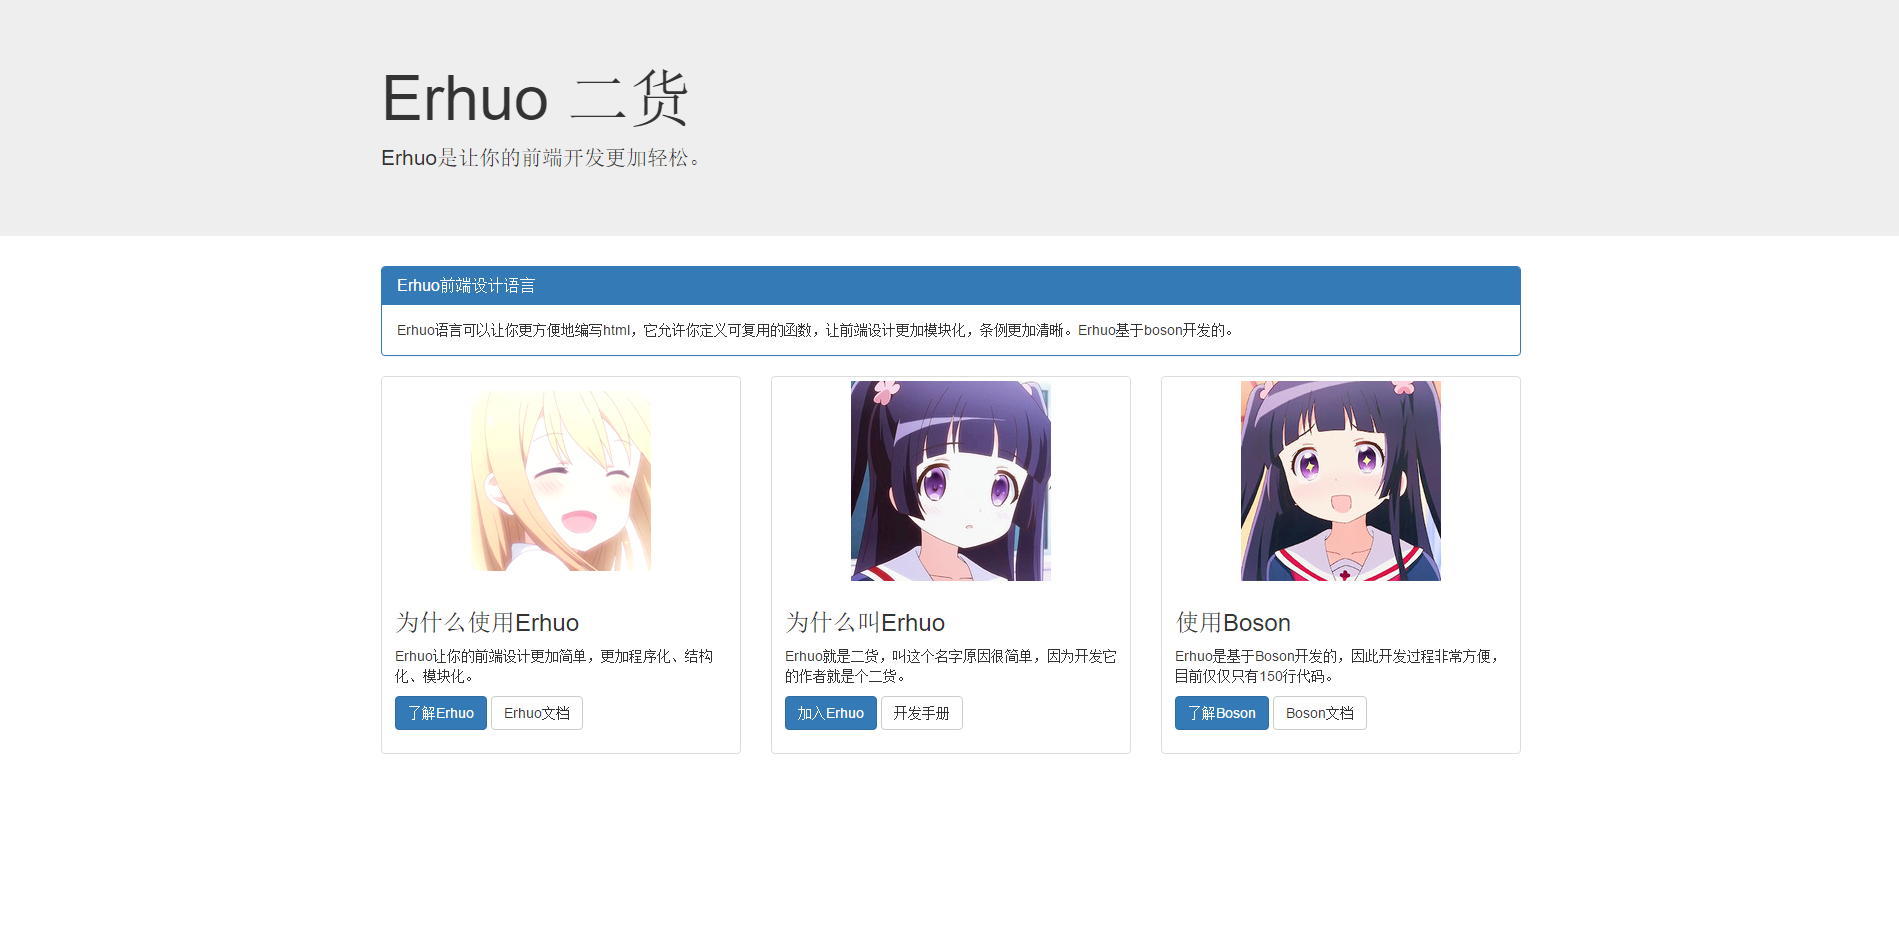 Erhuo 二货
Erhuo是让你的前端开发更加轻松。
Erhuo前端设计语言
Erhuo语言可以让你更方便地编写html，它允许你定义可复用的函数，让前端设计更加模块化，条例更加清晰。Erhuo基于boson开发的。
为什么使用Erhuo
Erhuo让你的前端设计更加简单，更加程序化、结构
化、模块化。
了解Erhuo Erhuo文档
为什么叫Erhuo
Erhuo就是二货，叫这个名字原因很简单，因为开发它
的作者就是个二货。
加入Erhuo 开发手册
使用Boson
Erhuo是基于Boson开发的，因此开发过程非常方便，
目前仅仅只有150行代码。
了解Boson Boson文档